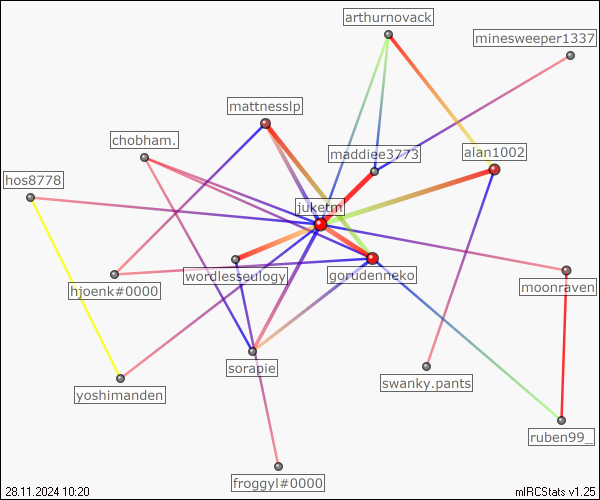 arthurnovack
minesweeper1337
mattnesslp
chobham.
maddiee3773
alan1002
hos8778
juketm
wordlesseulogy
gorudenneko
hjoenk#0000
moonraven
sorapie
swanky.pants
yoshimanden
ruben99_
froggyl#0000
28.11.2024 10:20
mIRCStats v1.25